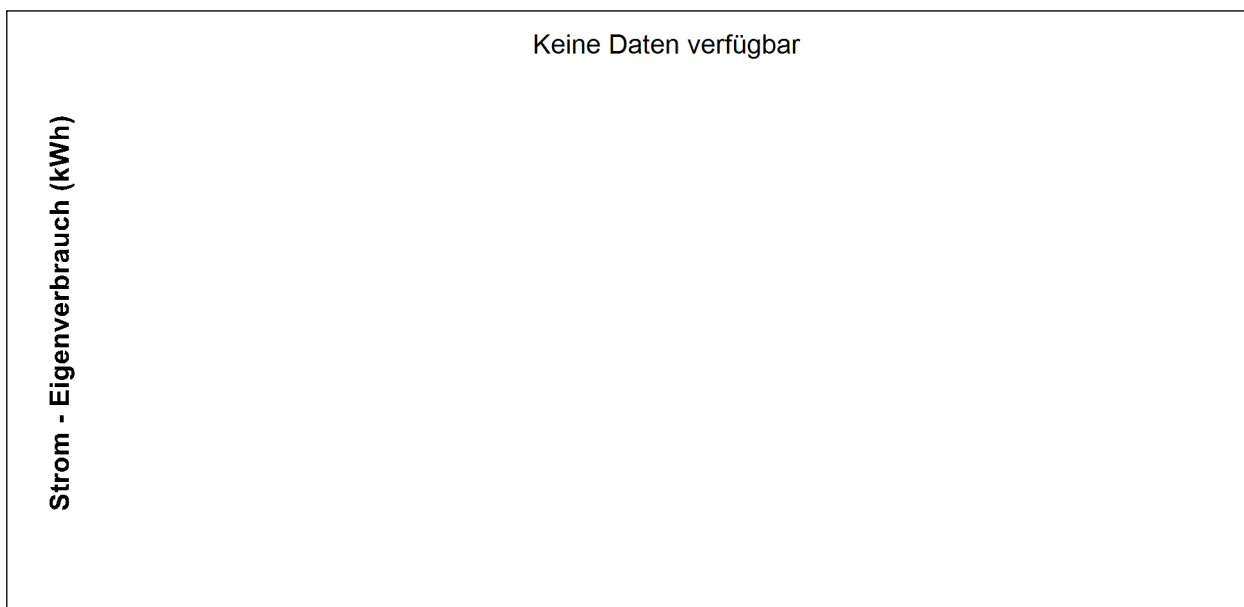 Keine Daten verfügbar
Strom - Eigenverbrauch (kWh)